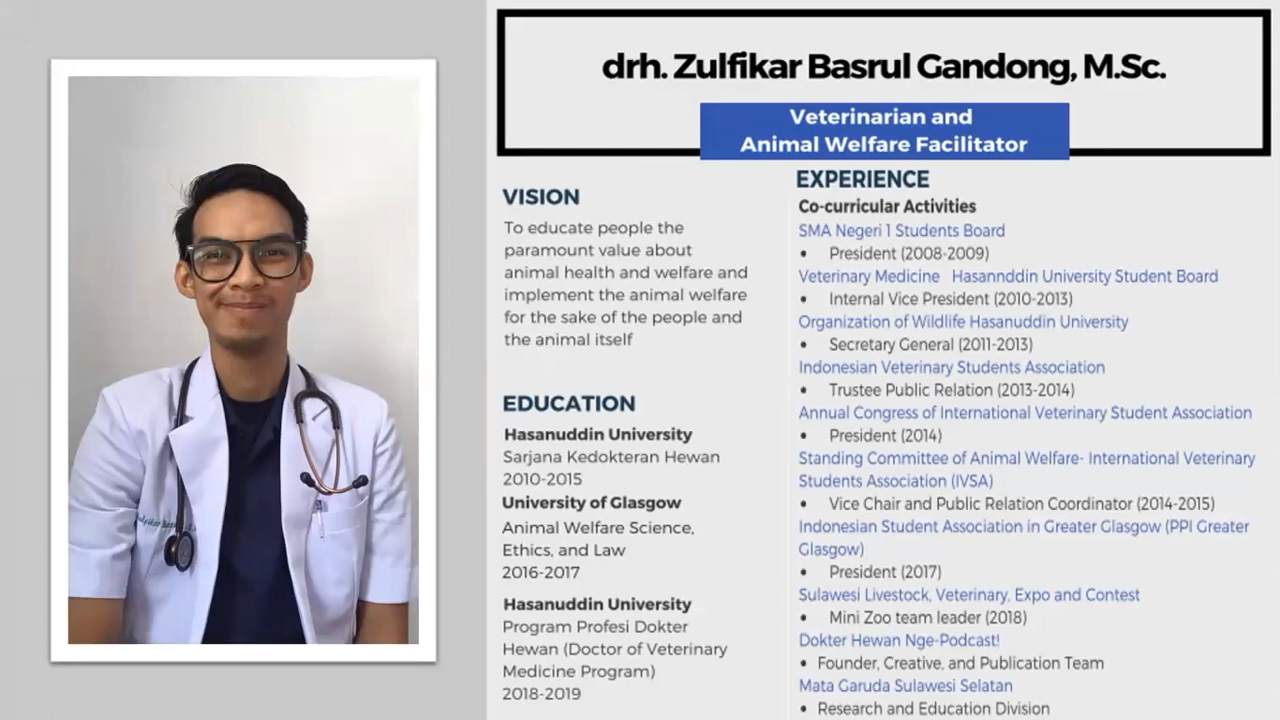 drh. Zulfikar Basrul Gandong, M.Sc.
Veterinarian and
Animal Welfare Facilitator
VISION
To educate people the
paramount value about
animal health and welfare and
implement the animal welfare
for the sake of the people and
the animal itself
EDUCATION
Hasanuddin University
Sarjana Kedokteran Hewan
2010-2015
University of Glasgow
Animal Welfare Science,
Ethics, and Law
2016-2017
Hasanuddin University
Program Profesi Dokter
Hewan (Doctor of Veterinary
Medicine Program)
2018-2019
EXPERIENCE
Co-curricular Activities
SMA Negeri 1 Students Board
• President (2008-2009)
Veterinary Medicine Hasannddin University Student Board
• Internal Vice President (2010-2013)
Organization of Wildlife Hasanuddin University
• Secretary General (2011-2013)
Indonesian Veterinary Students Association
• Trustee Public Relation (2013-2014)
Annual Congress of International Veterinary Student Association
• President (2014)
Standing Committee of Animal Welfare- International Veterinary
Students Association (IVSA)
• Vice Chair and Public Relation Coordinator (2014-2015)
Indonesian Student Association in Greater Glasgow (PPI Greater
Glasgow)
• President (2017)
Sulawesi Livestock, Veterinary, Expo and Contest
• Mini Zoo team leader (2018)
Dokter Hewan Nge-Podcast!
• Founder, Creative, and Publication Team
Mata Garuda Sulawesi Selatan
• Research and Education Division